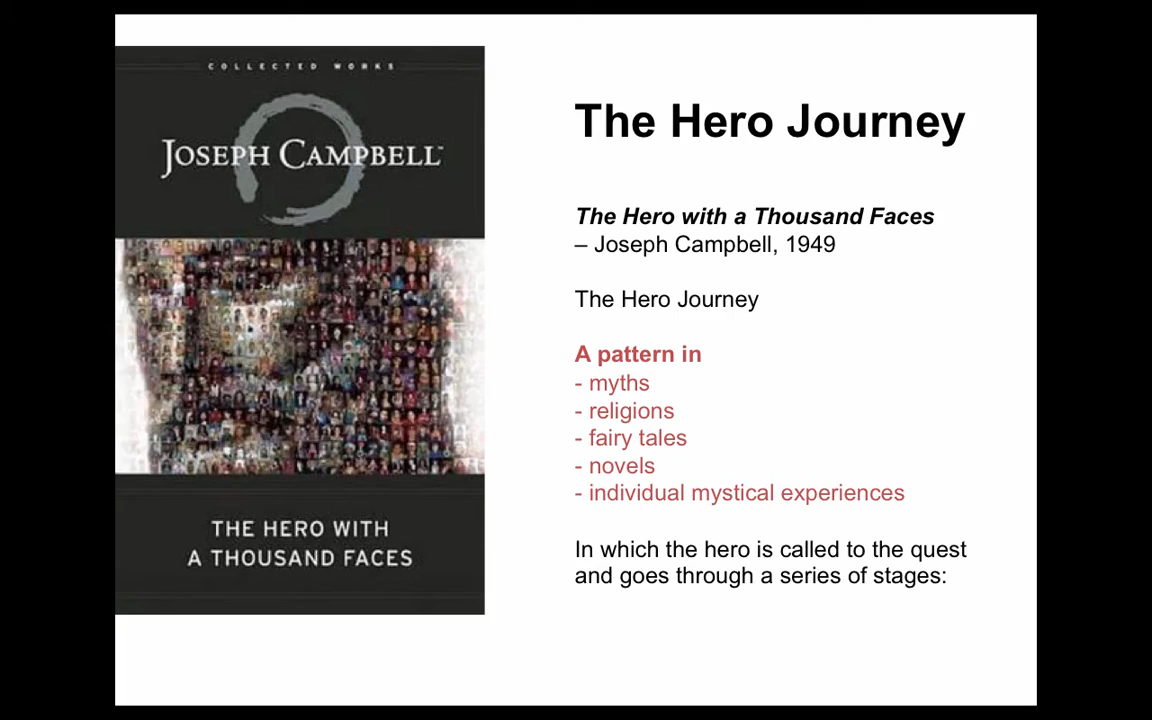 COLLECTED WORKS
JOSEPH CAMPBELL™
THE HERO WITH
A THOUSAND FACES
The Hero Journey
The Hero with a Thousand Faces
– Joseph Campbell, 1949
The Hero Journey
A pattern in
- myths
- religions
- fairy tales
- novels
- individual mystical experiences
In which the hero is called to the quest
and goes through a series of stages: